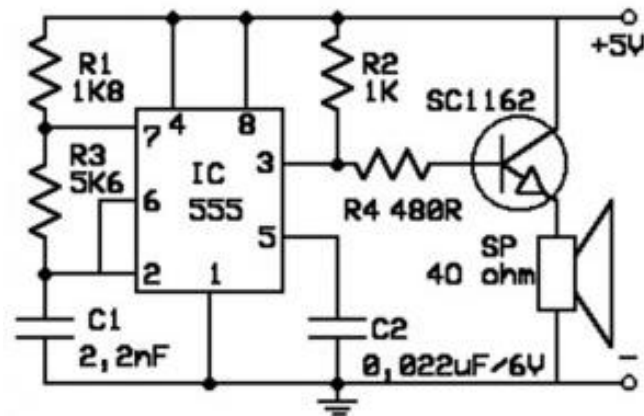 +5V
R1
1K8
4
8
R2
1K
SC1162
7
R3
5K6
IC
3
6
555
R4 480R
5
SP
40 ohm
2
1
C1
2,2nF
C2
0,022uF/6V
-